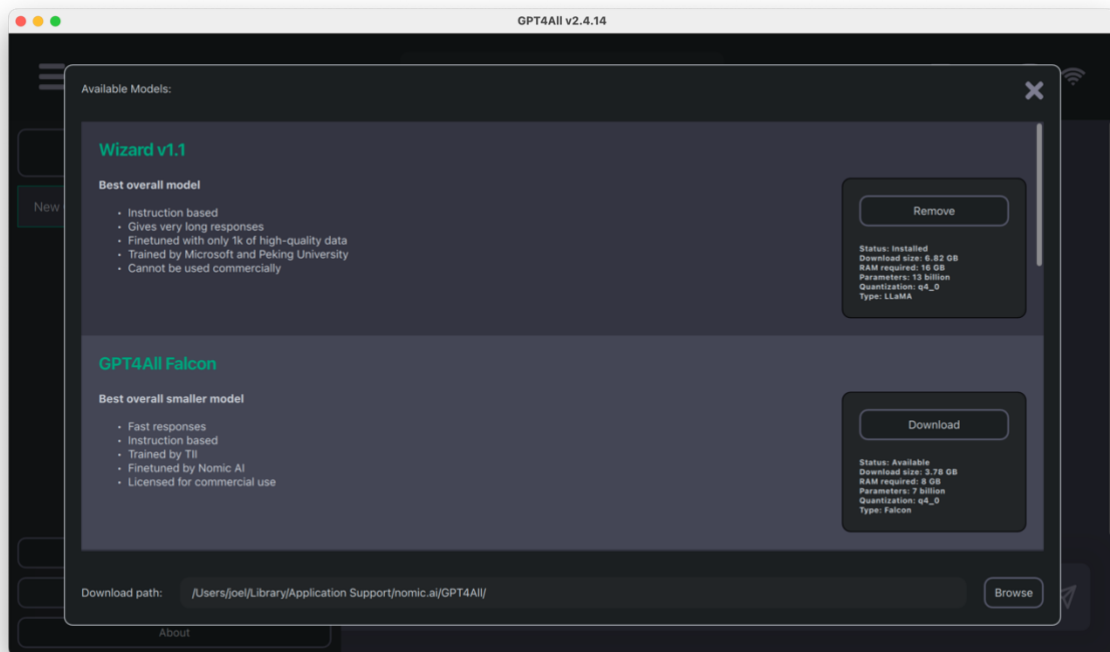 GPT4All v2.4.14
Available Models:
Wizard v1.1
Best overall model
• Instruction based
• Gives very long responses
• Finetuned with only 1k of high-quality data
• Trained by Microsoft and Peking University
• Cannot be used commercially
Remove
Status: Installed
Download size: 6.82 GB
RAM required: 16 GB
Parameters: 13 billion
Quantization: q4_0
Type: LLaMA
New
GPT4All Falcon
Best overall smaller model
• Fast responses
• Instruction based
• Trained by TII
• Finetuned by Nomic AI
• Licensed for commercial use
Download
Status: Available
Download size: 3.78 GB
RAM required: 8 GB
Parameters: 7 billion
Quantization: q4_0
Type: Falcon
Download path:
/Users/joel/Library/Application Support/nomic.ai/GPT4All/
Browse
About